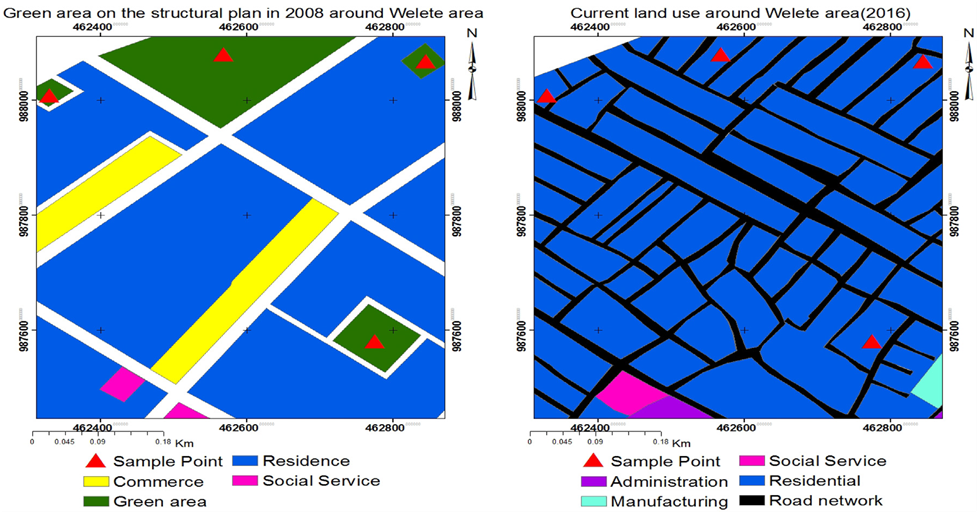 Green area on the structural plan in 2008 around Welete area
462400 462600 462800
N
988000 988000
987800 987800
987600 987600
462400 462600 462800
0 0.045 0.09 0.18 Km
Sample Point Residence
Commerce Social Service
Green area
Current land use around Welete area(2016)
462400 462600 462800
N
988000 988000
987800 987800
987600 987600
462400 462600 462800
0 0.045 0.09 0.18 Km
Sample Point Social Service
Administration Residential
Manufacturing Road network